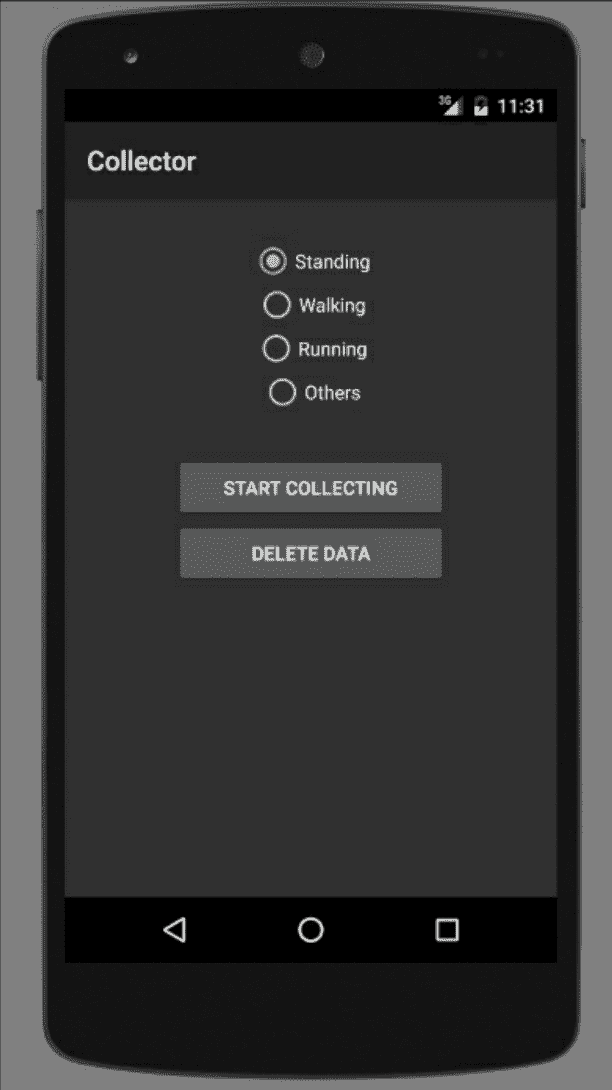 3G 11:31
Collector
Standing
Walking
Running
Others
START COLLECTING
DELETE DATA